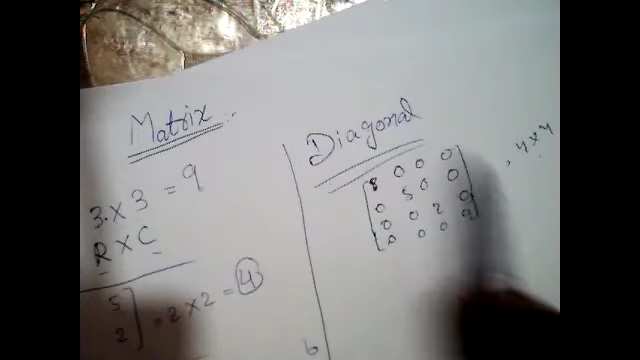 Matrix :-
3 × 3 = 9
R × C
5
2 ] = 2 × 2 = 4
Diagonal
[ 8 0 0 0
0 5 0 0
0 0 2 0
0 0 0 ]
, 4 × 4